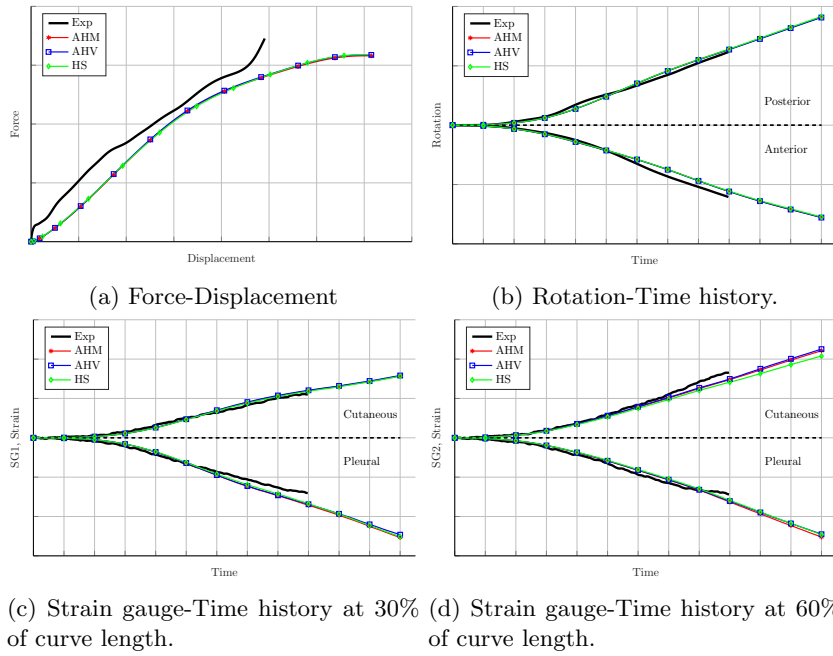 Exp
AHM
AHV
HS
Force
Displacement
(a) Force-Displacement
Exp
AHM
AHV
HS
Rotation
Posterior
Anterior
Time
(b) Rotation-Time history.
Exp
AHM
AHV
HS
SG1, Strain
Cutaneous
Pleural
Time
(c) Strain gauge-Time history at 30%
of curve length.
Exp
AHM
AHV
HS
SG2, Strain
Cutaneous
Pleural
Time
(d) Strain gauge-Time history at 60%
of curve length.